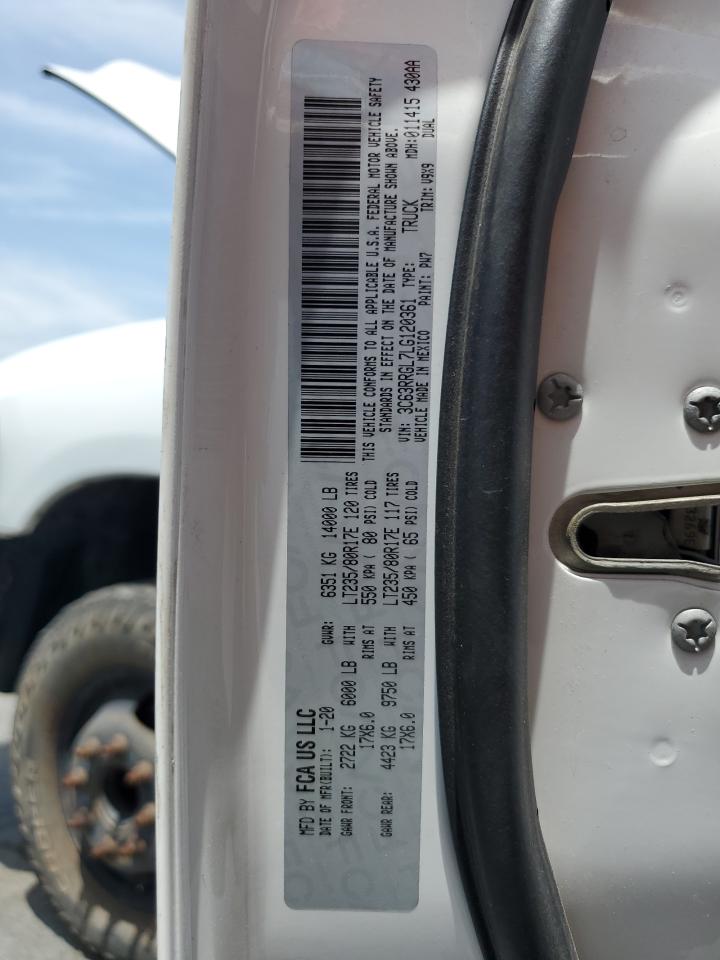 MFD BY FCA US LLC
DATE OF MFR(BUILT): 1-20 GVWR: 6351 KG 14000 LB
GAWR FRONT: 2722 KG 6000 LB WITH LT235/80R17E 120 TIRES
17X6.0 RIMS AT 550 KPA ( 80 PSI) COLD
GAWR REAR: 4423 KG 9750 LB WITH LT235/80R17E 117 TIRES
17X6.0 RIMS AT 450 KPA ( 65 PSI) COLD
THIS VEHICLE CONFORMS TO ALL APPLICABLE U.S.A. FEDERAL MOTOR VEHICLE SAFETY
STANDARDS IN EFFECT ON THE DATE OF MANUFACTURE SHOWN ABOVE.
VIN: 3C63RRGL7LG120361 TYPE: TRUCK MDH:011415 430AA
VEHICLE MADE IN MEXICO PAINT: PW7 TRIM: V9X9 DUAL